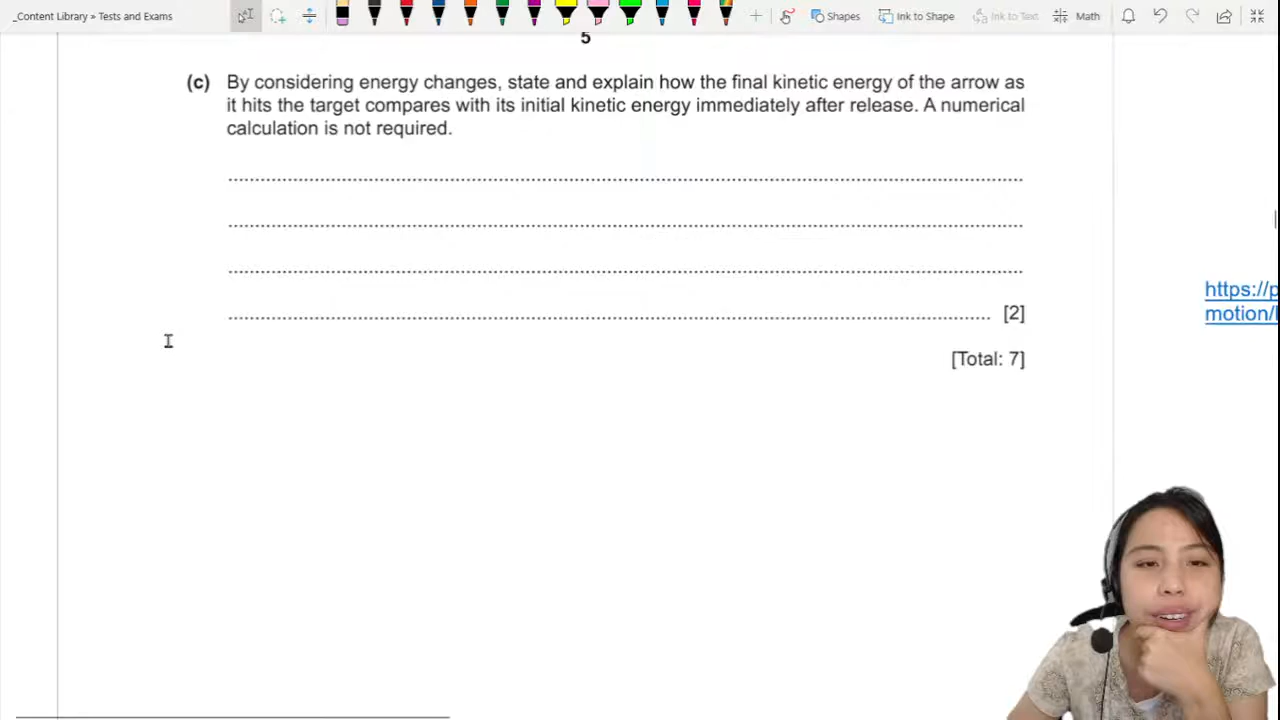 _Content Library » Tests and Exams
Shapes
Ink to Shape
Ink to Text
Math
5
(c) By considering energy changes, state and explain how the final kinetic energy of the arrow as
it hits the target compares with its initial kinetic energy immediately after release. A numerical
calculation is not required.
[2]
[Total: 7]
https://p
motion/